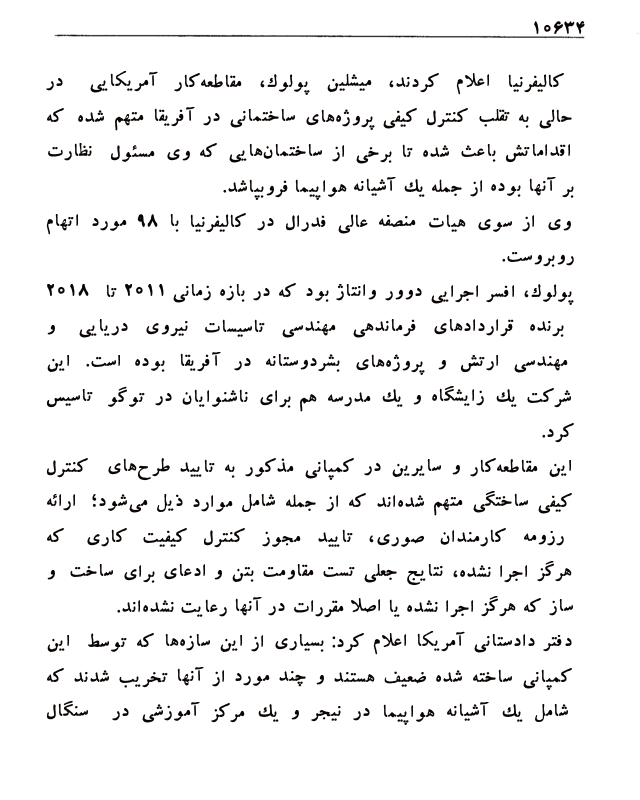 ۱۰۶۳۴
کالیفرنیا اعلام کردند، میشلین پولوك، مقاطعه‌کار آمریکایی در
حالی به تقلب کنترل کیفی پروژه‌های ساختمانی در آفریقا متهم شده که
اقداماتش باعث شده تا برخی از ساختمان‌هایی که وی مسئول نظارت
بر آنها بوده از جمله یك آشیانه هواپیما فروبپاشد.
وی از سوی هیات منصفه عالی فدرال در کالیفرنیا با ۹۸ مورد اتهام
روبروست.
پولوك، افسر اجرایی دوور وانتاژ بود که در بازه زمانی ۲۰۱۱ تا ۲۰۱۸
برنده قراردادهای فرماندهی مهندسی تاسیسات نیروی دریایی و
مهندسی ارتش و پروژه‌های بشردوستانه در آفریقا بوده است. این
شرکت یك زایشگاه و یك مدرسه هم برای ناشنوایان در توگو تاسیس
کرد.
این مقاطعه‌کار و سایرین در کمپانی مذکور به تایید طرح‌های کنترل
کیفی ساختگی متهم شده‌اند که از جمله شامل موارد ذیل می‌شود؛ ارائه
رزومه کارمندان صوری، تایید مجوز کنترل کیفیت کاری که
هرگز اجرا نشده، نتایج جعلی تست مقاومت بتن و ادعای برای ساخت و
ساز که هرگز اجرا نشده یا اصلا مقررات در آنها رعایت نشده‌اند.
دفتر دادستانی آمریکا اعلام کرد: بسیاری از این سازه‌ها که توسط این
کمپانی ساخته شده ضعیف هستند و چند مورد از آنها تخریب شدند که
شامل یك آشیانه هواپیما در نیجر و یك مرکز آموزشی در سنگال